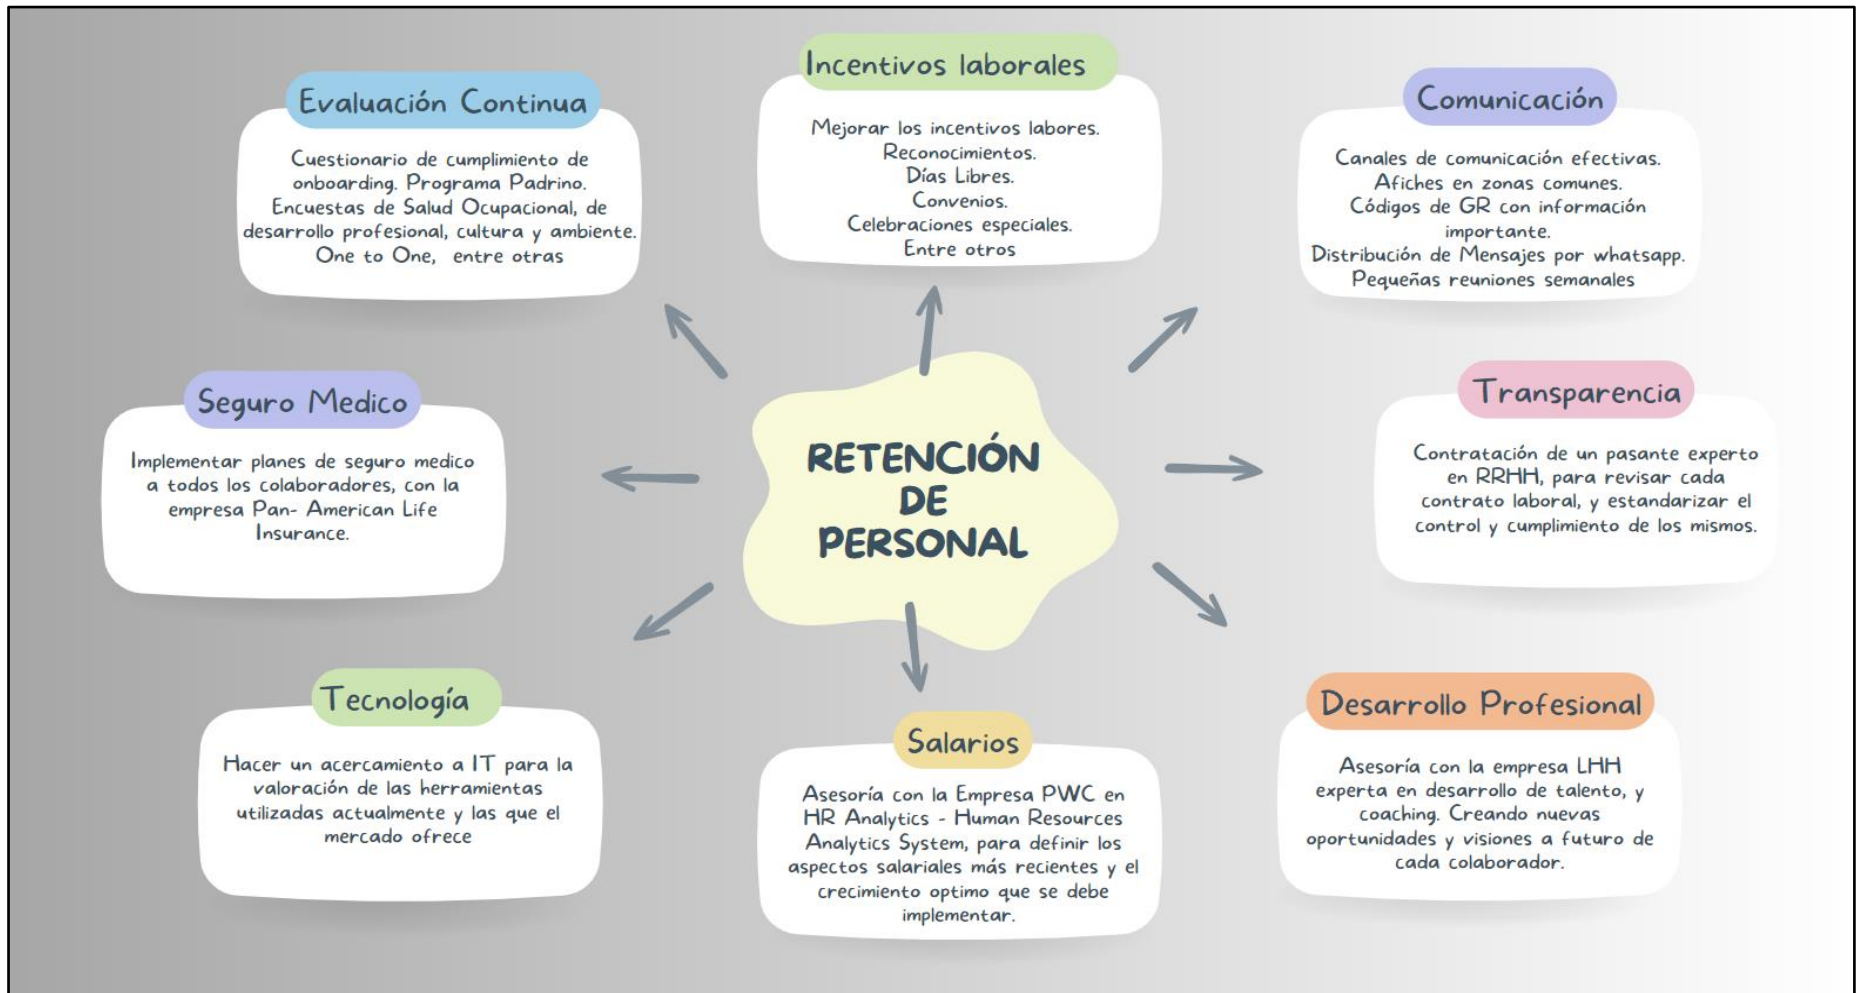 Incentivos laborales
Mejorar los incentivos labores.
Reconocimientos.
Días Libres.
Convenios.
Celebraciones especiales.
Entre otros
Evaluación Continua
Cuestionario de cumplimiento de
onboarding. Programa Padrino.
Encuestas de Salud Ocupacional, de
desarrollo profesional, cultura y ambiente.
One to One, entre otras
Comunicación
Canales de comunicación efectivas.
Afiches en zonas comunes.
Códigos de GR con información
importante.
Distribución de Mensajes por whatsapp.
Pequeñas reuniones semanales
Seguro Medico
Implementar planes de seguro medico
a todos los colaboradores, con la
empresa Pan- American Life
Insurance.
RETENCIÓN
DE
PERSONAL
Transparencia
Contratación de un pasante experto
en RRHH, para revisar cada
contrato laboral, y estandarizar el
control y cumplimiento de los mismos.
Tecnología
Hacer un acercamiento a IT para la
valoración de las herramientas
utilizadas actualmente y las que el
mercado ofrece
Salarios
Asesoría con la Empresa PWC en
HR Analytics - Human Resources
Analytics System, para definir los
aspectos salariales más recientes y el
crecimiento optimo que se debe
implementar.
Desarrollo Profesional
Asesoría con la empresa LHH
experta en desarrollo de talento, y
coaching. Creando nuevas
oportunidades y visiones a futuro de
cada colaborador.